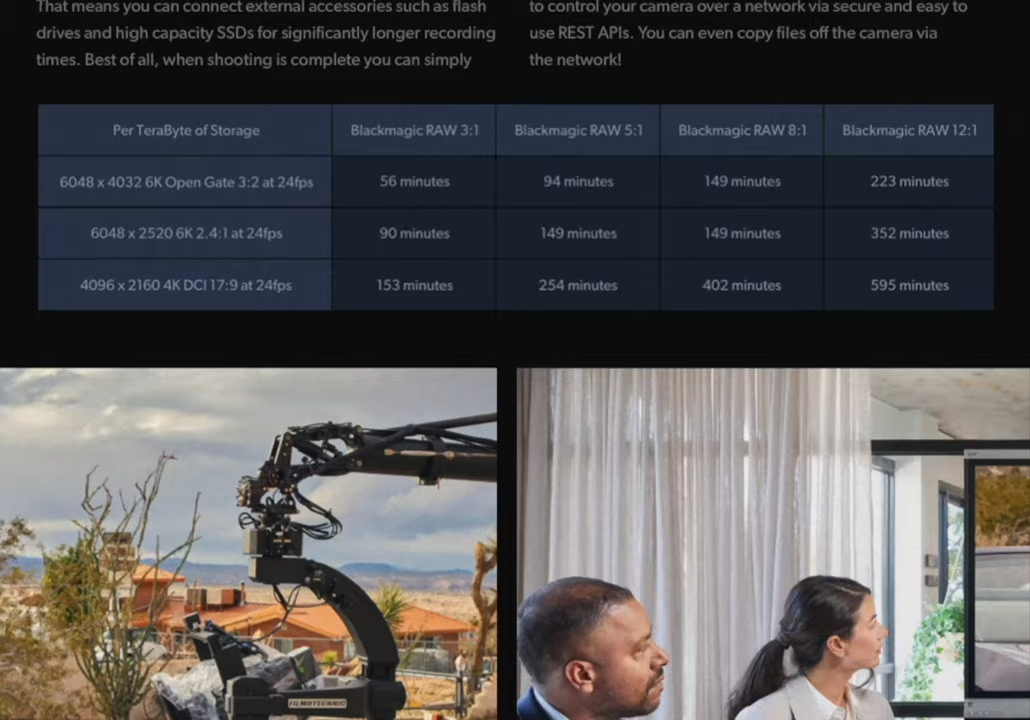 That means you can connect external accessories such as flash
drives and high capacity SSDs for significantly longer recording
times. Best of all, when shooting is complete you can simply
to control your camera over a network via secure and easy to
use REST APIs. You can even copy files off the camera via
the network!
Per TeraByte of Storage Blackmagic RAW 3:1 Blackmagic RAW 5:1 Blackmagic RAW 8:1 Blackmagic RAW 12:1
6048 x 4032 6K Open Gate 3:2 at 24fps 56 minutes 94 minutes 149 minutes 223 minutes
6048 x 2520 6K 2.4:1 at 24fps 90 minutes 149 minutes 149 minutes 352 minutes
4096 x 2160 4K DCI 17:9 at 24fps 153 minutes 254 minutes 402 minutes 595 minutes
FILMOTECHNIC